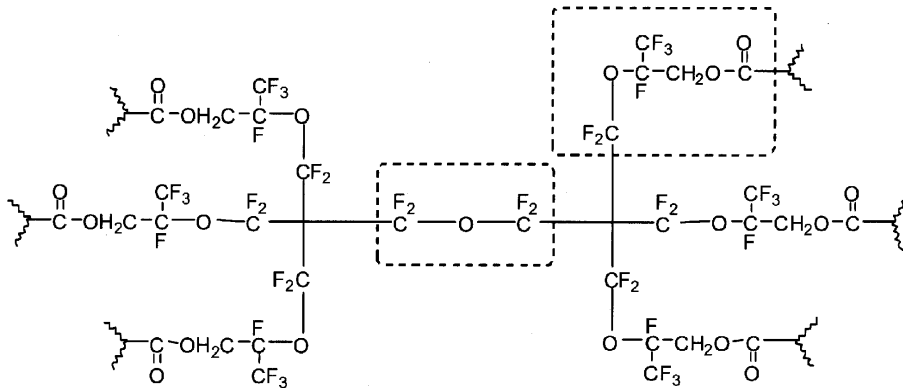 CF3 O
O—C—CH2O—C
F
O CF3
C—OH2C—C—O
F
F2C
CF2
O CF3 F2 F2 F2 F2 CF3 O
C—OH2C—C—O—C C—O—C C—O—C—CH2O—C
F F
F2C CF2
F F
C—OH2C—C—O O—C—CH2O—C
O CF3 CF3 O